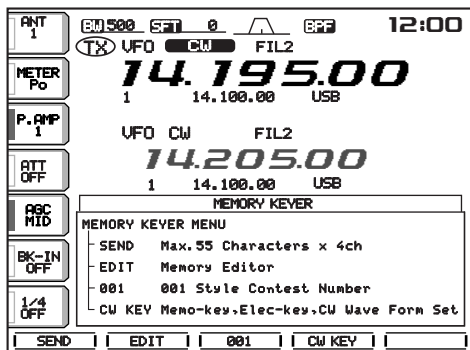 ANT
1
BW 500 SFT 0 BPF 12:00
TX VFO CW FIL2
METER
Po
14.195.00
1 14.100.00 USB
P.AMP
1
VFO CW FIL2
14.205.00
ATT
OFF
1 14.100.00 USB
AGC
MID
MEMORY KEYER
MEMORY KEYER MENU
SEND Max.55 Characters x 4ch
BK-IN
OFF
EDIT Memory Editor
001 001 Style Contest Number
1/4
OFF
CW KEY Memo-key,Elec-key,CW Wave Form Set
SEND EDIT 001 CW KEY